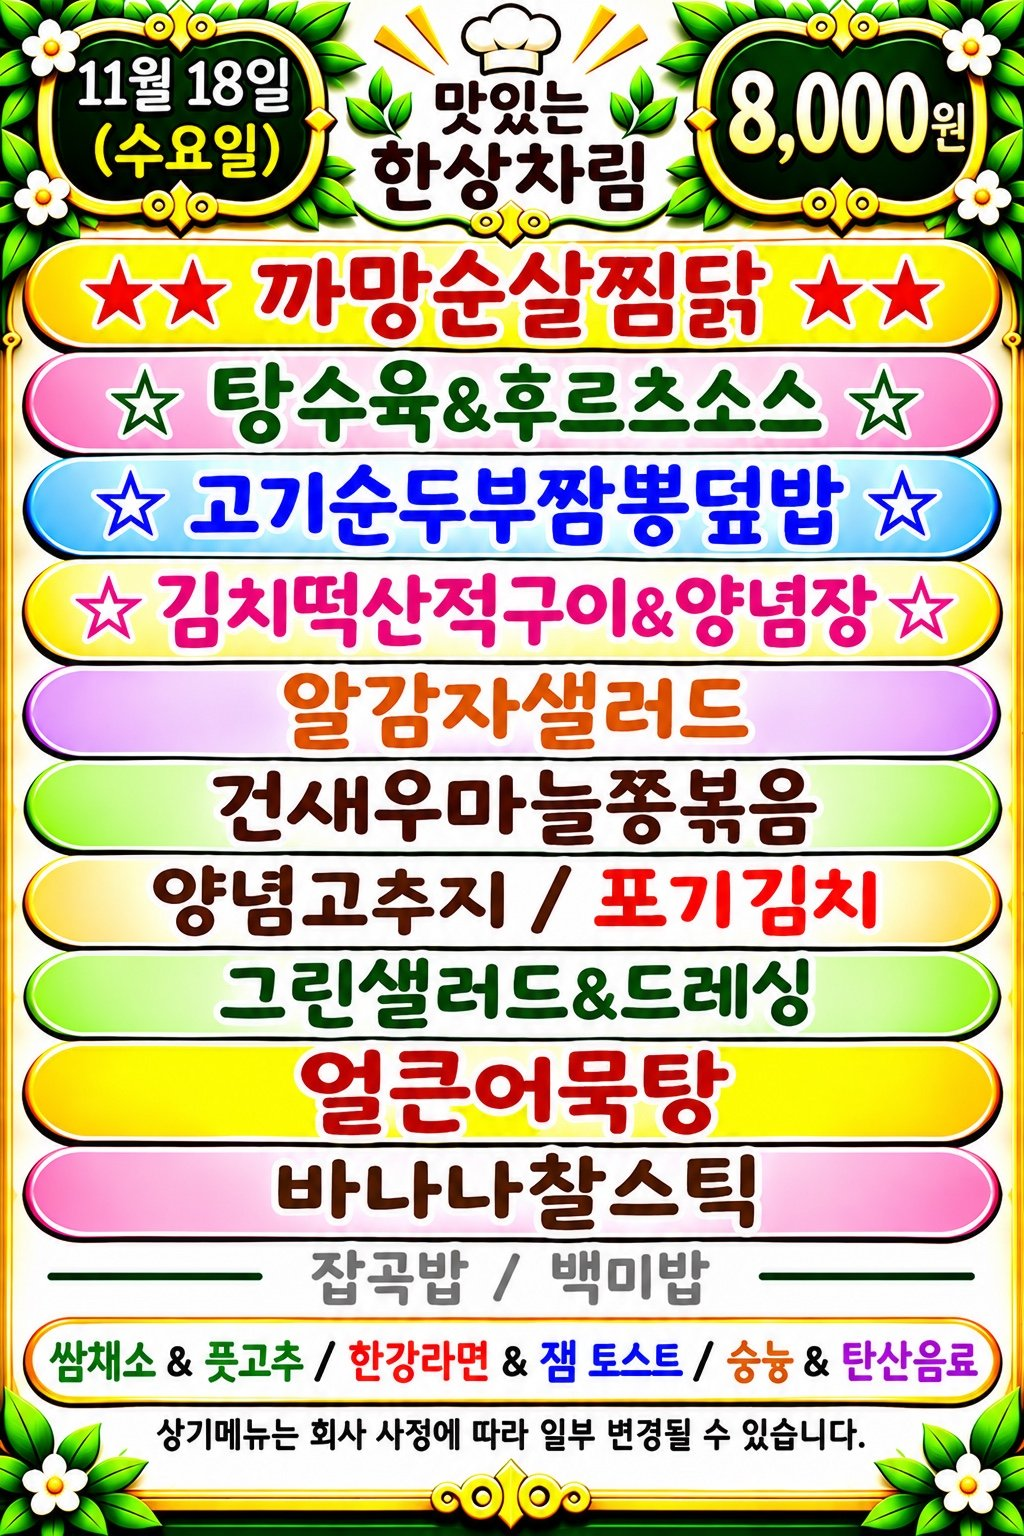 11월 18일
(수요일)
맛있는
한상차림
8,000원
★★ 까망순살찜닭 ★★
☆ 탕수육&후르츠소스 ☆
☆ 고기순두부짬뽕덮밥 ☆
☆ 김치떡산적구이&양념장 ☆
알감자샐러드
건새우마늘쫑볶음
양념고추지 / 포기김치
그린샐러드&드레싱
얼큰어묵탕
바나나찰스틱
잡곡밥 / 백미밥
쌈채소 & 풋고추 / 한강라면 & 잼 토스트 / 숭늉 & 탄산음료
상기메뉴는 회사 사정에 따라 일부 변경될 수 있습니다.